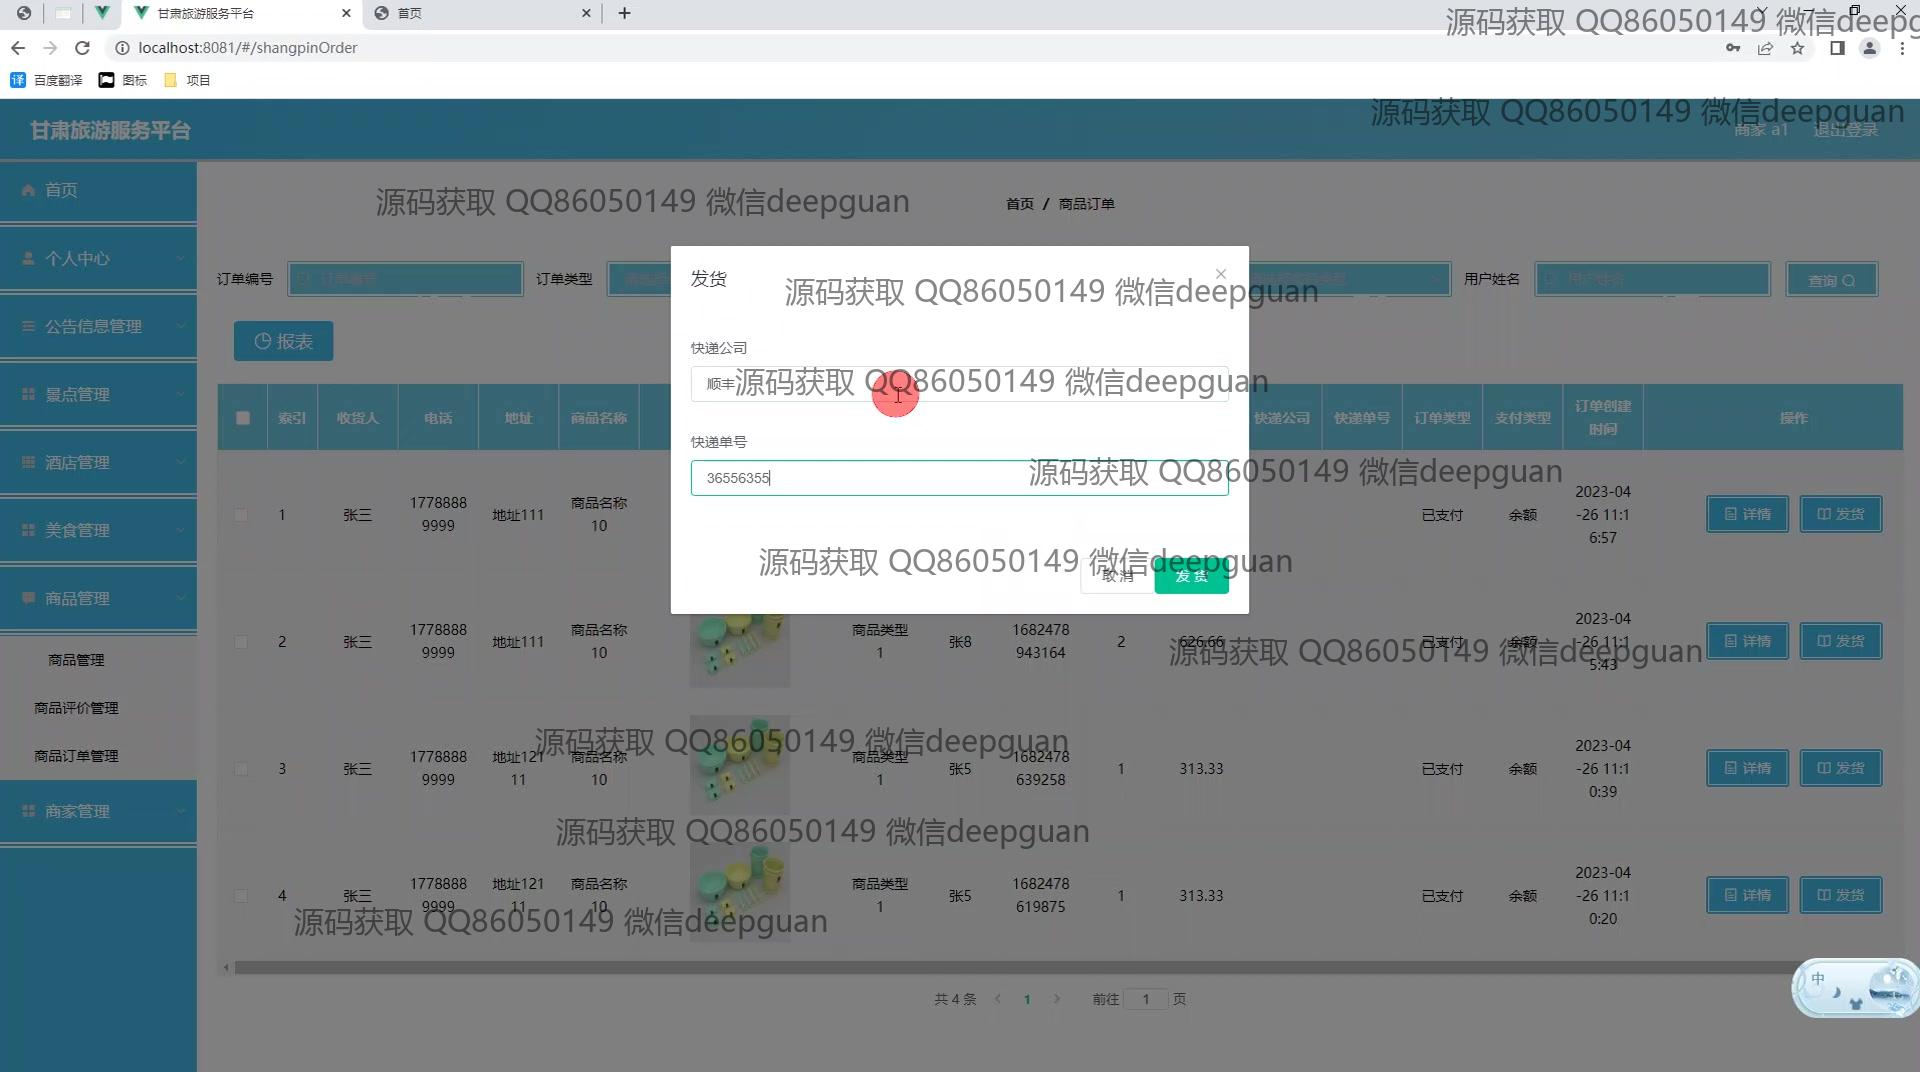 甘肃旅游服务平台
首页
localhost:8081/#/shangpinOrder
百度翻译
图标
项目
源码获取 QQ86050149 微信deepg
源码获取 QQ86050149 微信deepguan
甘肃旅游服务平台
商家 a1
退出登录
首页
个人中心
公告信息管理
景点管理
酒店管理
美食管理
商品管理
商品管理
商品评价管理
商品订单管理
商家管理
源码获取 QQ86050149 微信deepguan
首页 / 商品订单
订单编号
订单编号
订单类型
用户姓名
用户姓名
查询
报表
发货
源码获取 QQ86050149 微信deepguan
快递公司
顺丰
源码获取 QQ86050149 微信deepguan
快递单号
36556355
源码获取 QQ86050149 微信deepguan
源码获取 QQ86050149 微信deepguan
取消
发货
索引 收货人 电话 地址 商品名称 快递公司 快递单号 订单类型 支付类型 订单创建时间 操作
1 张三 17788889999 地址111 商品名称10 已支付 余额 2023-04-26 11:16:57 详情 发货
2 张三 17788889999 地址111 商品名称10 商品类型1 张8 1682478943164 2 626.66 已支付 余额 2023-04-26 11:15:43 详情 发货
源码获取 QQ86050149 微信deepguan
3 张三 17788889999 地址12111 商品名称10 商品类型1 张5 1682478639258 1 313.33 已支付 余额 2023-04-26 11:10:39 详情 发货
源码获取 QQ86050149 微信deepguan
源码获取 QQ86050149 微信deepguan
4 张三 17788889999 地址12111 商品名称10 商品类型1 张5 1682478619875 1 313.33 已支付 余额 2023-04-26 11:10:20 详情 发货
源码获取 QQ86050149 微信deepguan
共 4 条
1
前往 1 页
中